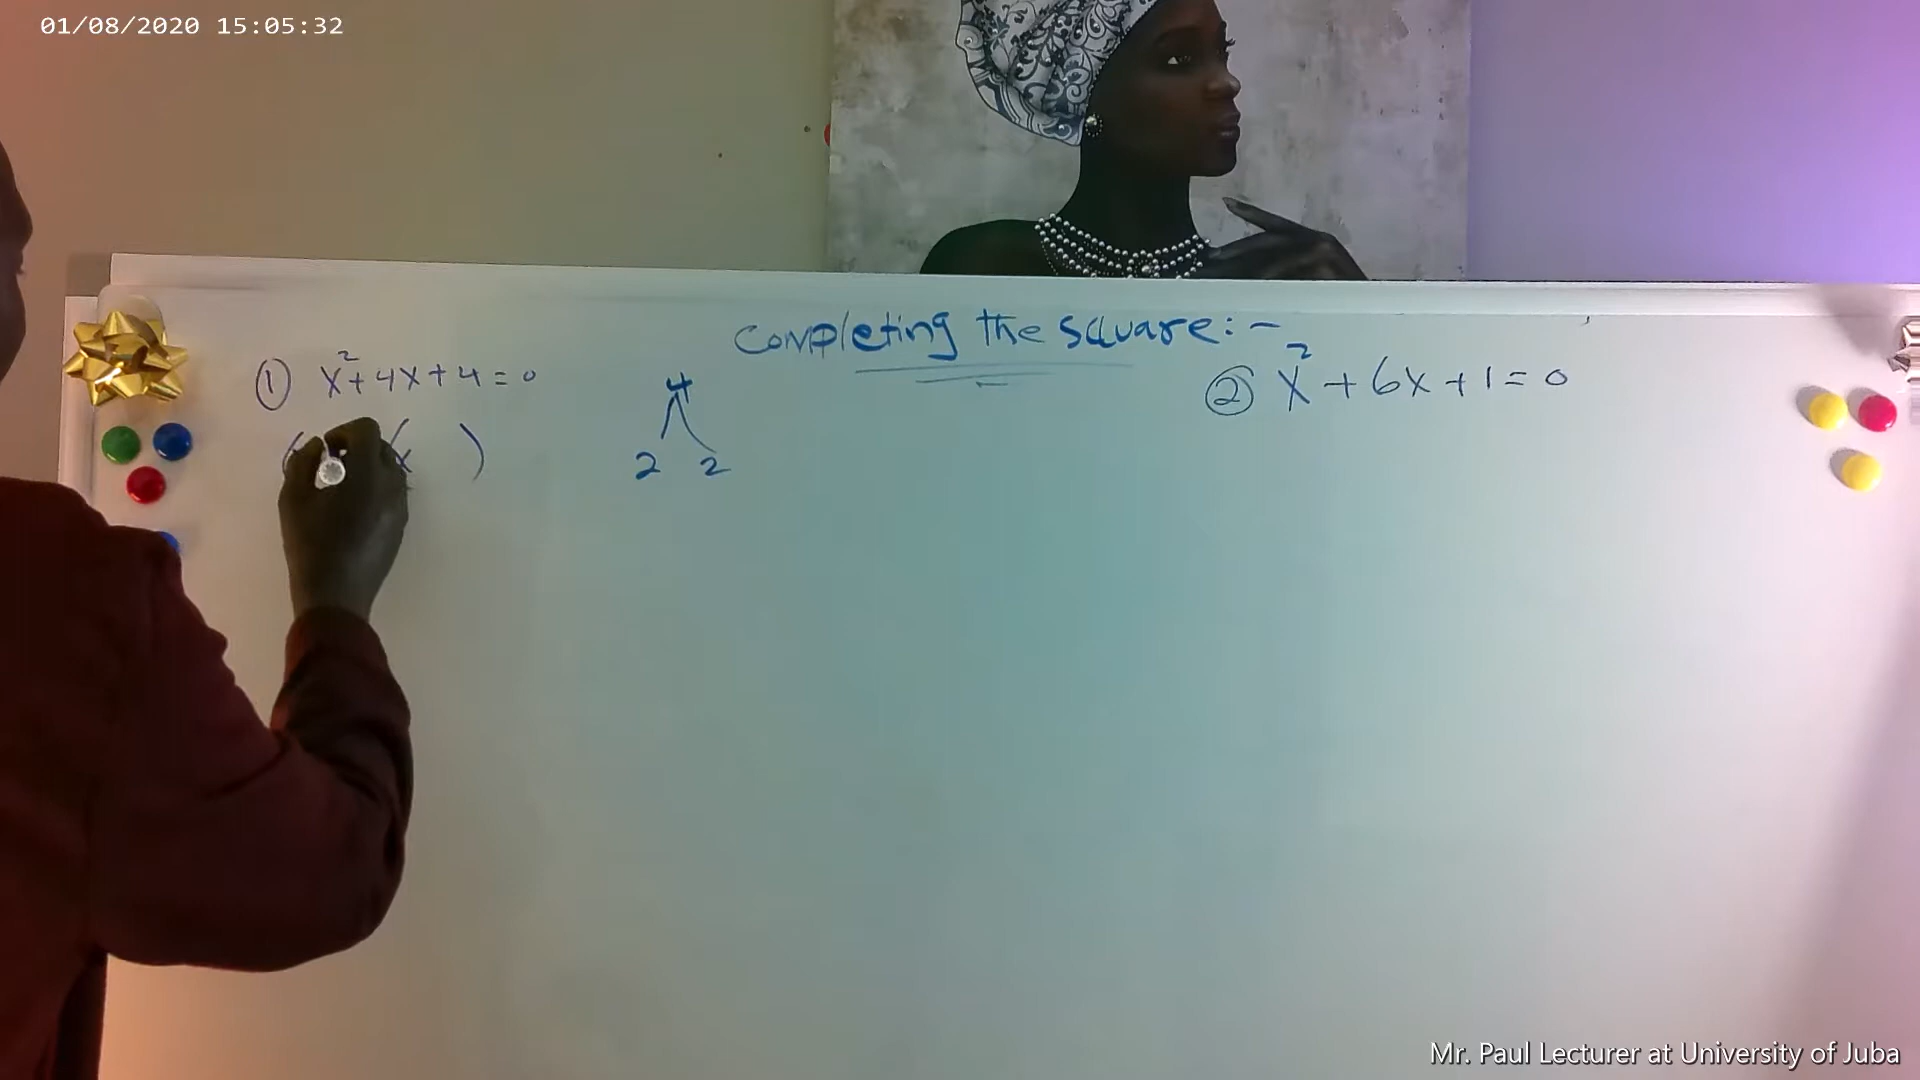 01/08/2020 15:05:32
Completing the square:-
① x²+4x+4=0
( (x )
4
2 2
② x²+6x+1=0
Mr. Paul Lecturer at University of Juba